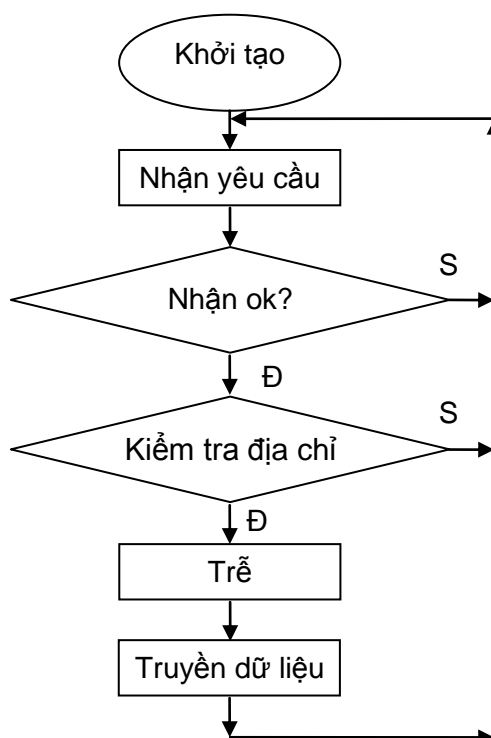 Khởi tạo
Nhận yêu cầu
S
Nhận ok?
Đ
S
Kiểm tra địa chỉ
Đ
Trễ
Truyền dữ liệu